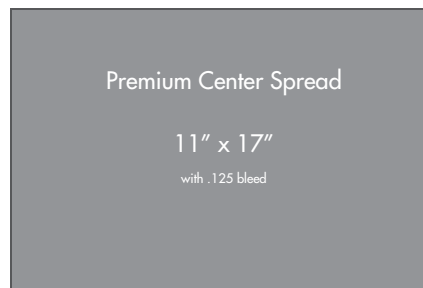 Premium Center Spread
11” x 17”
with .125 bleed